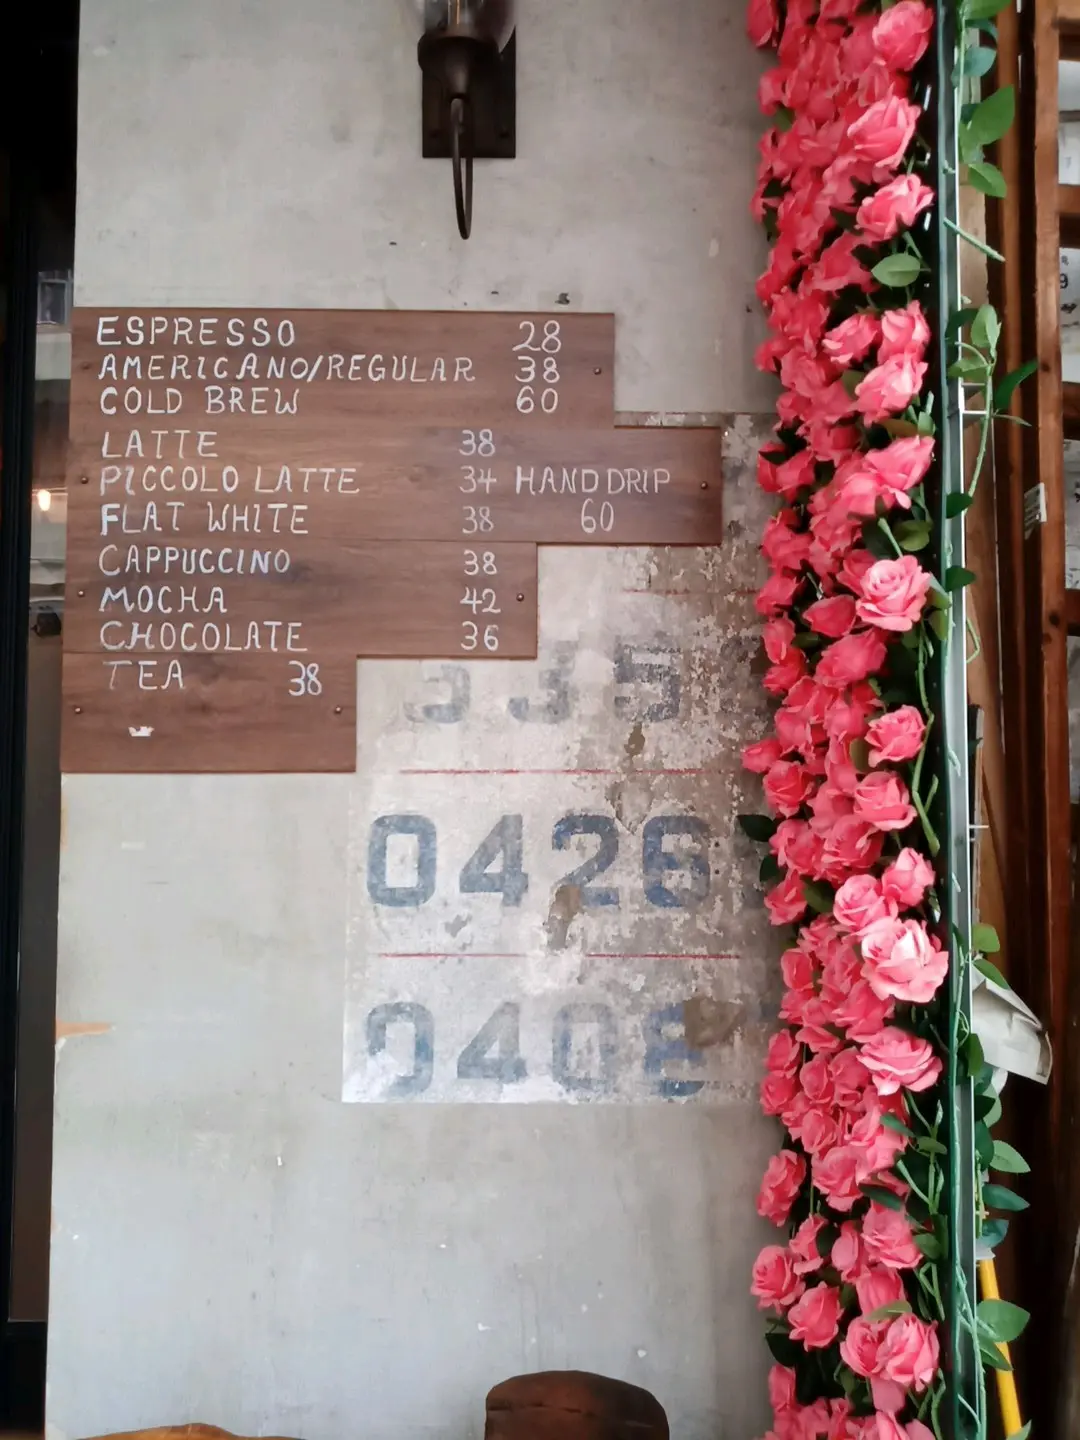 ESPRESSO 28
AMERICANO/REGULAR 38
COLD BREW 60
LATTE 38
PICCOLO LATTE 34 HAND DRIP
FLAT WHITE 38 60
CAPPUCCINO 38
MOCHA 42
CHOCOLATE 36
TEA 38
0426
040